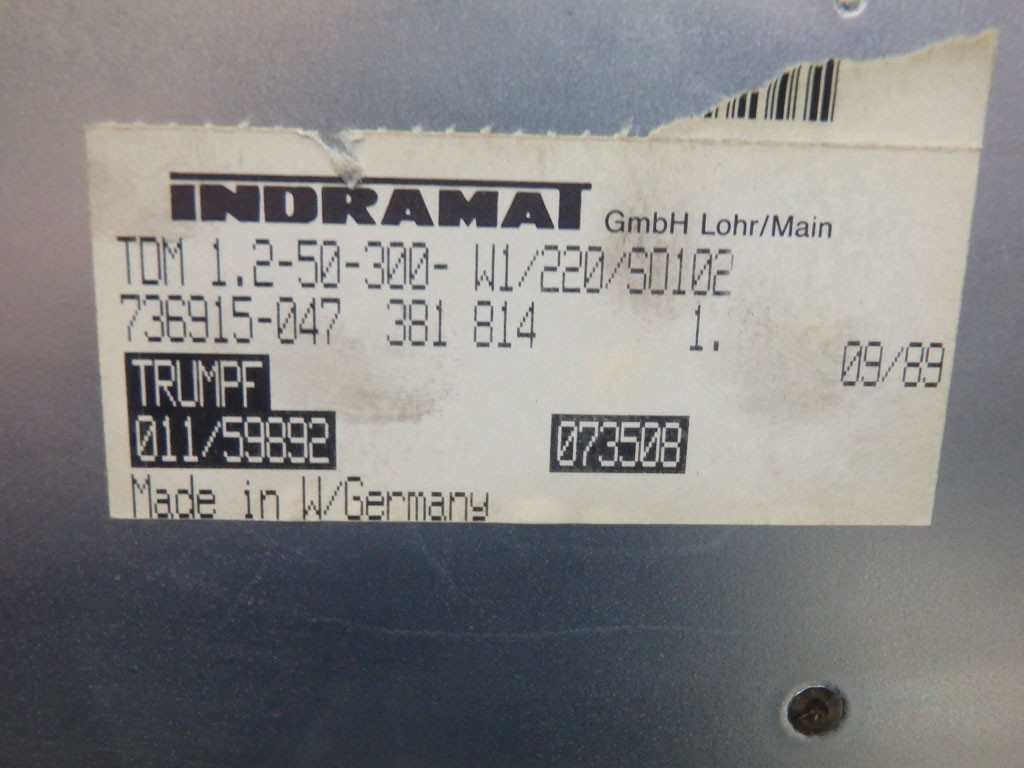 INDRAMAT GmbH Lohr/Main
TDM 1.2-50-300- W1/220/S0102
736915-047 381 814 1.
09/89
TRUMPF
011/59892 073508
Made in W/Germany